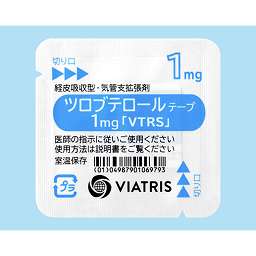 切り口
1mg
経皮吸収型・気管支拡張剤
ツロブテロールテープ
1mg「VTRS」
医師の指示に従いご使用ください
使用方法は説明書をご覧ください
室温保存
(01)04987901069793
プラ
VIATRIS
切り口